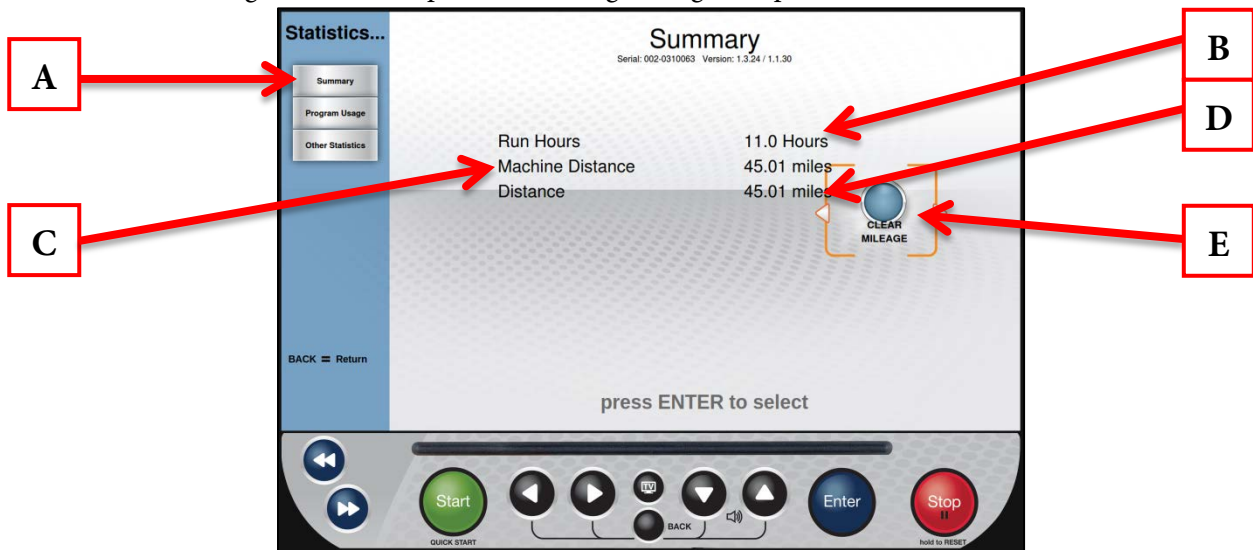 Statistics...
Summary
Program Usage
Other Statistics
BACK = Return
Summary
Serial: 002-0310063 Version: 1.3.24 / 1.1.30
Run Hours 11.0 Hours
Machine Distance 45.01 miles
Distance 45.01 miles
CLEAR
MILEAGE
press ENTER to select
A
B
C
D
E
Start
QUICK START
TV
BACK
Enter
Stop
hold to RESET